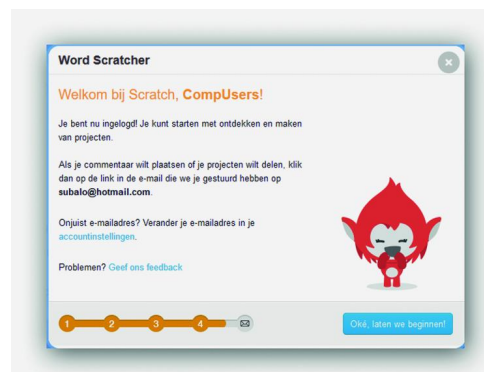 Word Scratcher
Welkom bij Scratch, CompUsers!
Je bent nu ingelogd! Je kunt starten met ontdekken en maken
van projecten.
Als je commentaar wilt plaatsen of je projecten wilt delen, klik
dan op de link in de e-mail die we je gestuurd hebben op
subalo@hotmail.com.
Onjuist e-mailadres? Verander je e-mailadres in je
accountinstellingen.
Problemen? Geef ons feedback
1 2 3 4
Oké, laten we beginnen!